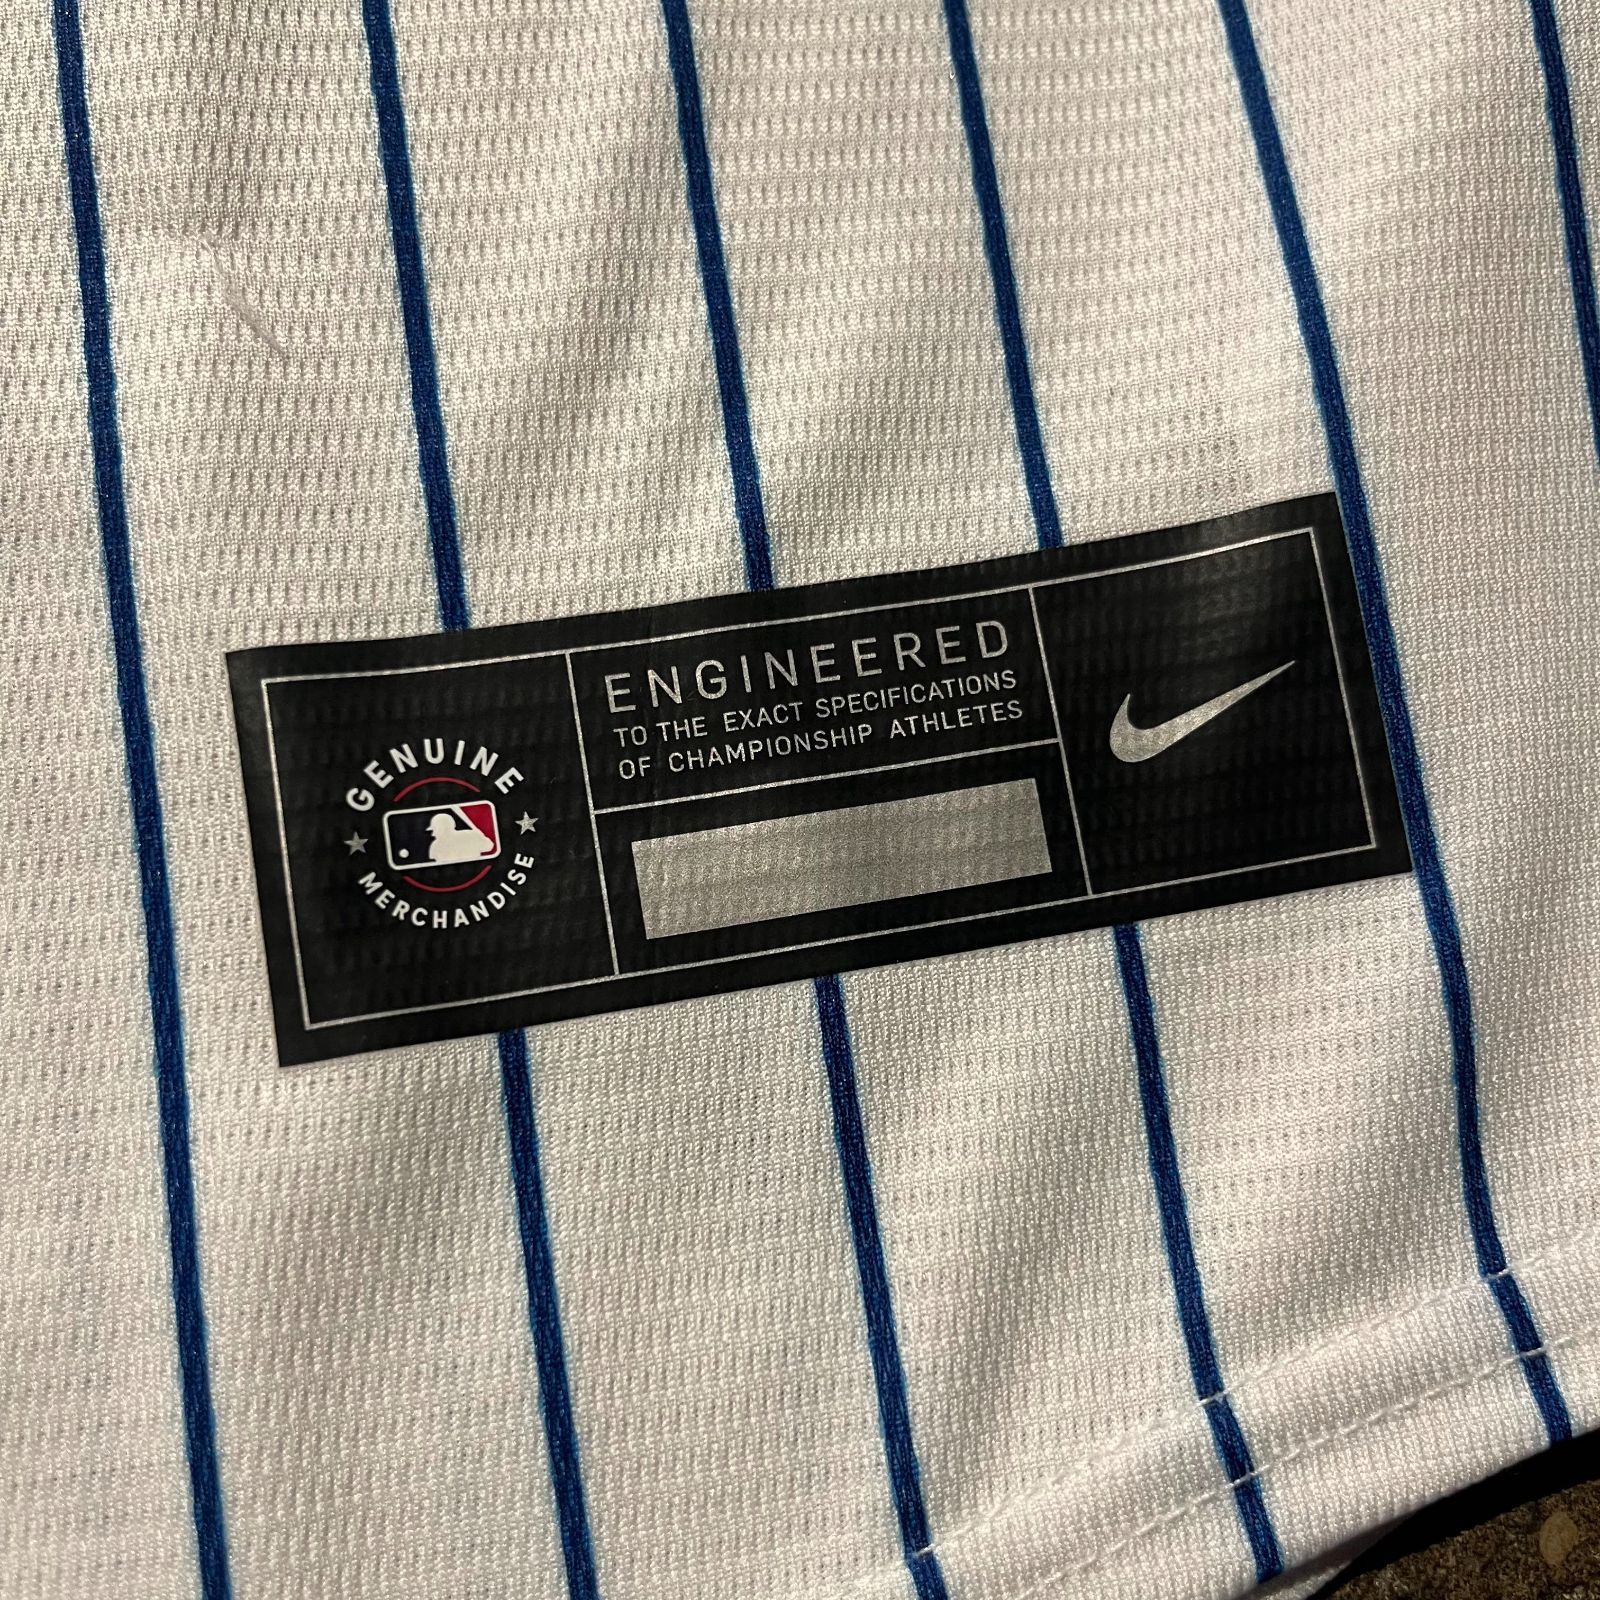 GENUINE
MERCHANDISE
ENGINEERED
TO THE EXACT SPECIFICATIONS
OF CHAMPIONSHIP ATHLETES